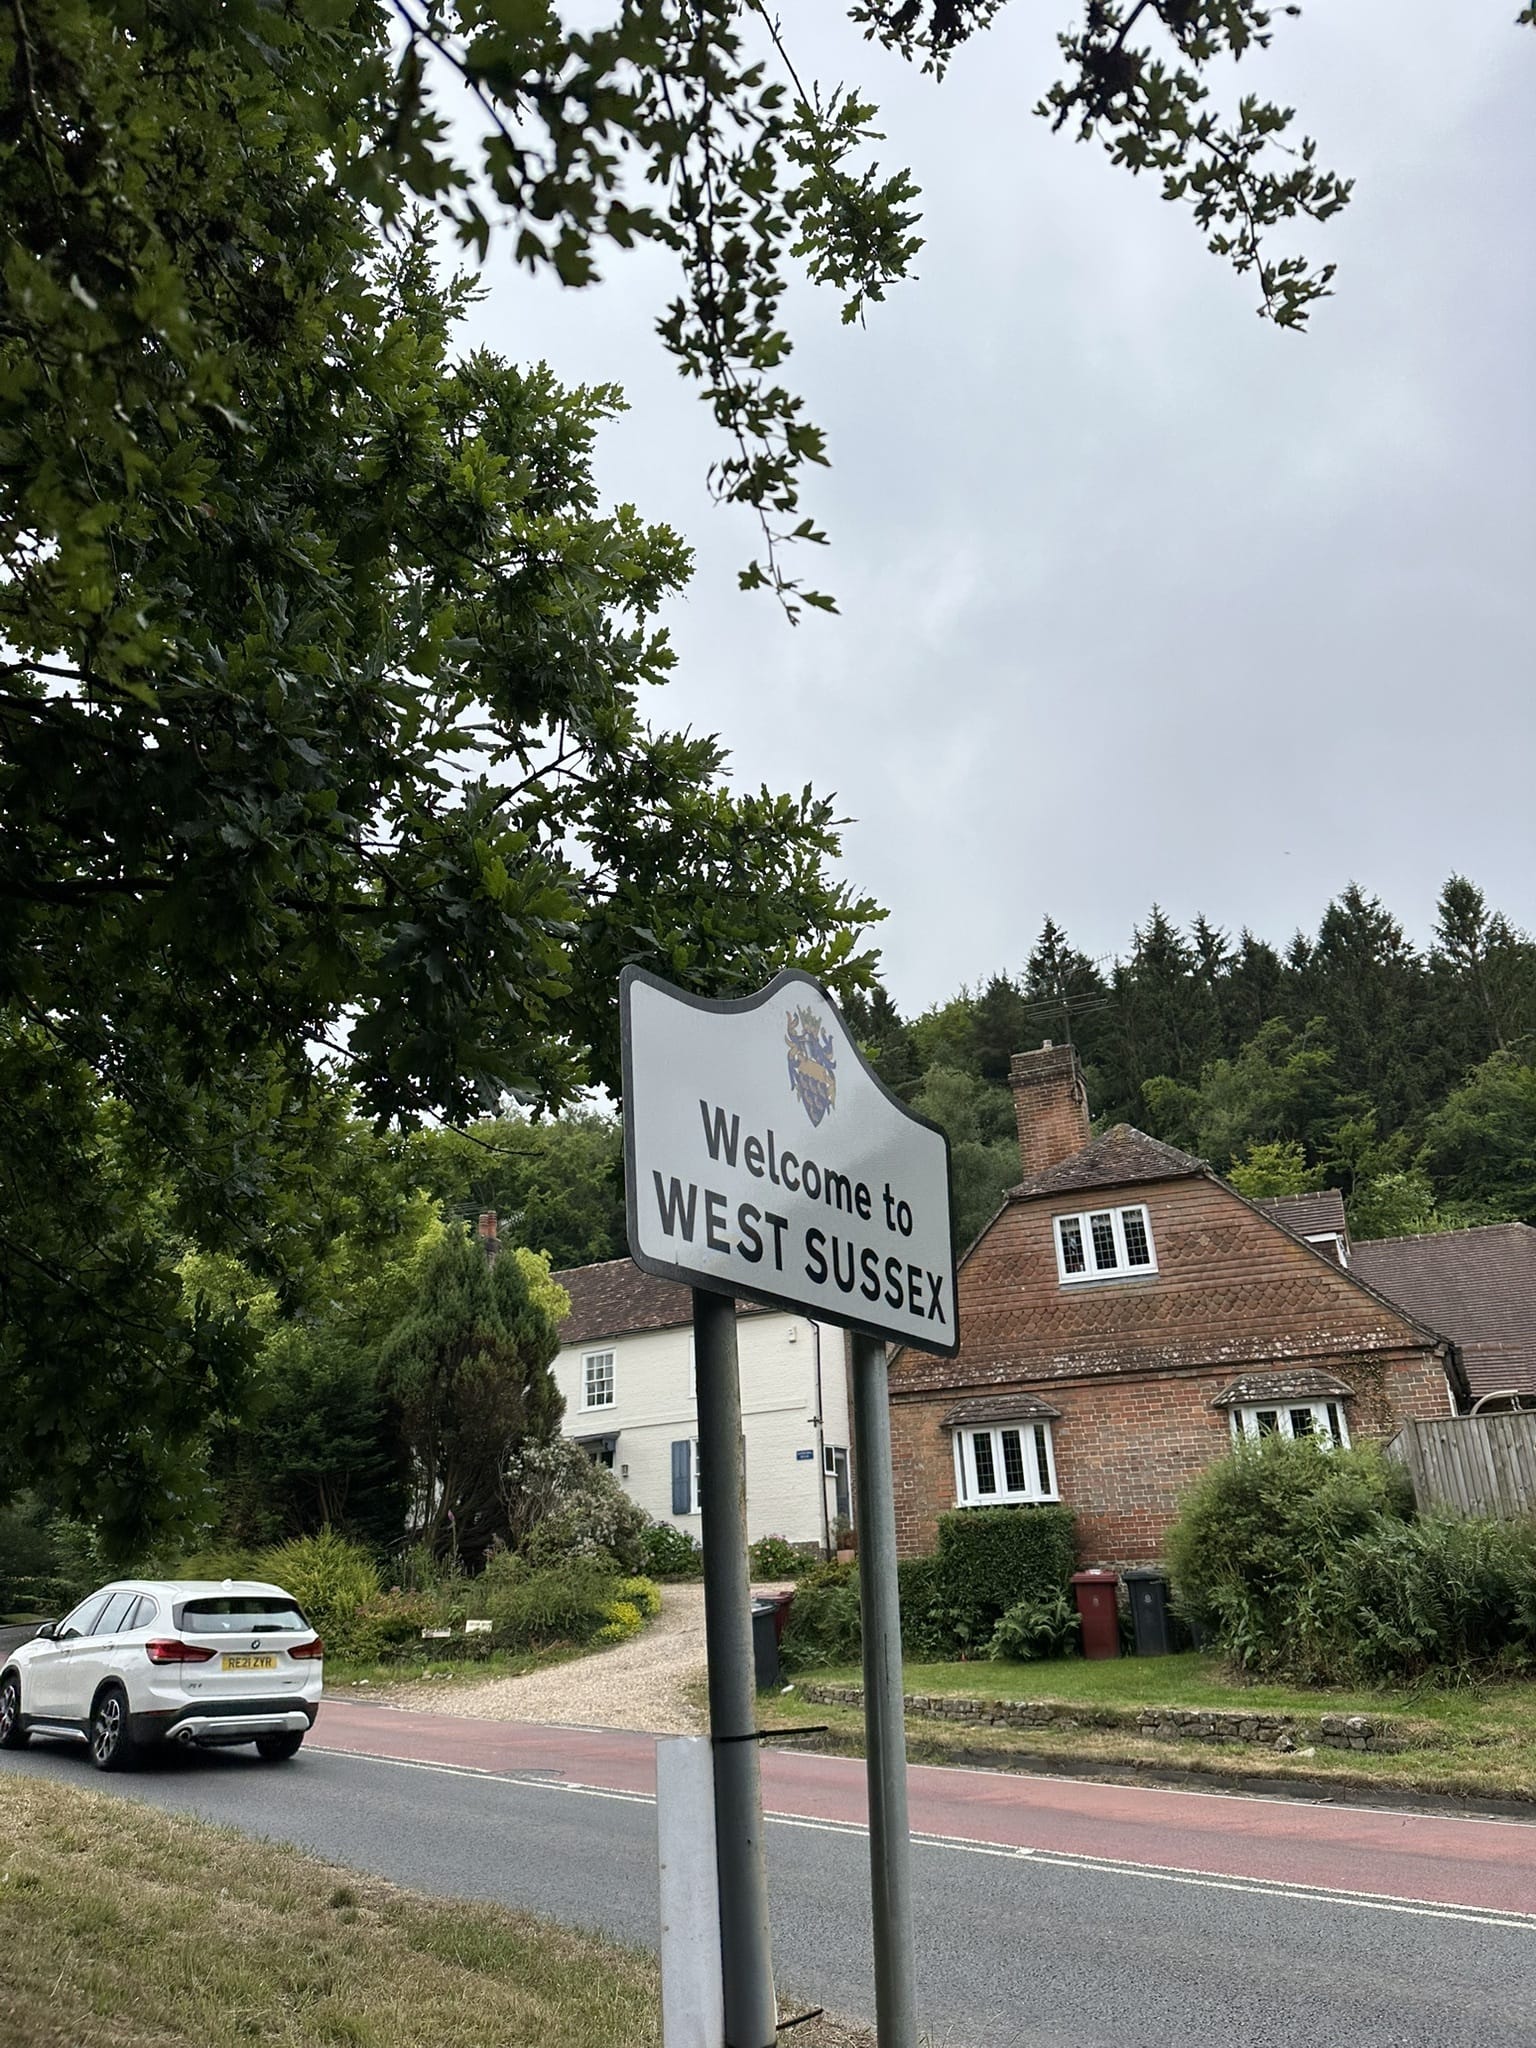 Welcome to
WEST SUSSEX
RE21 ZYR